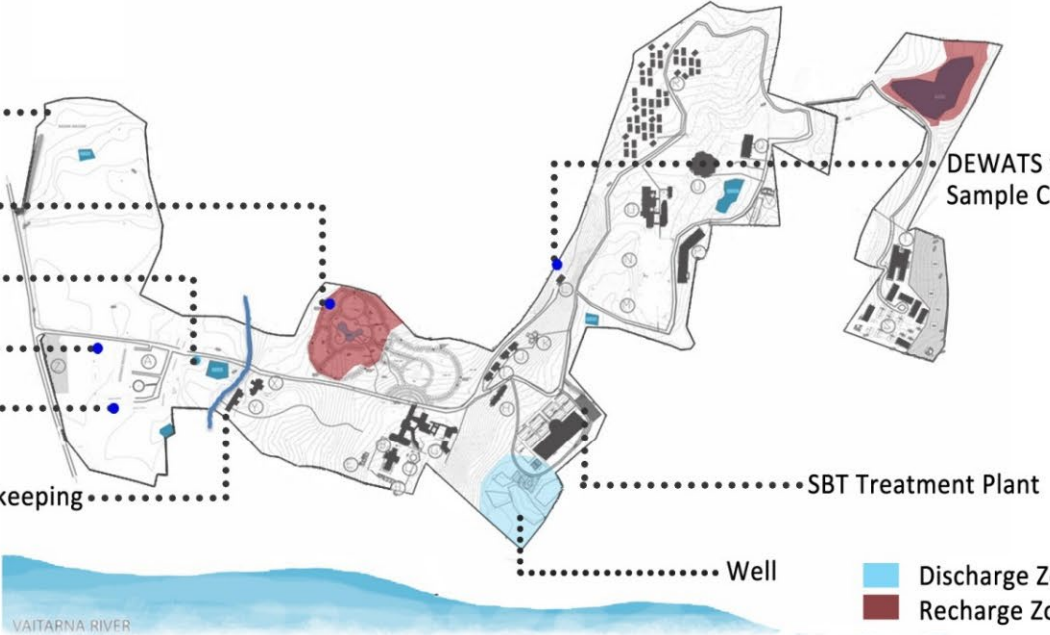 DEWATS
Sample C
keeping
SBT Treatment Plant
Well
Discharge Z
Recharge Zo
VAITARNA RIVER